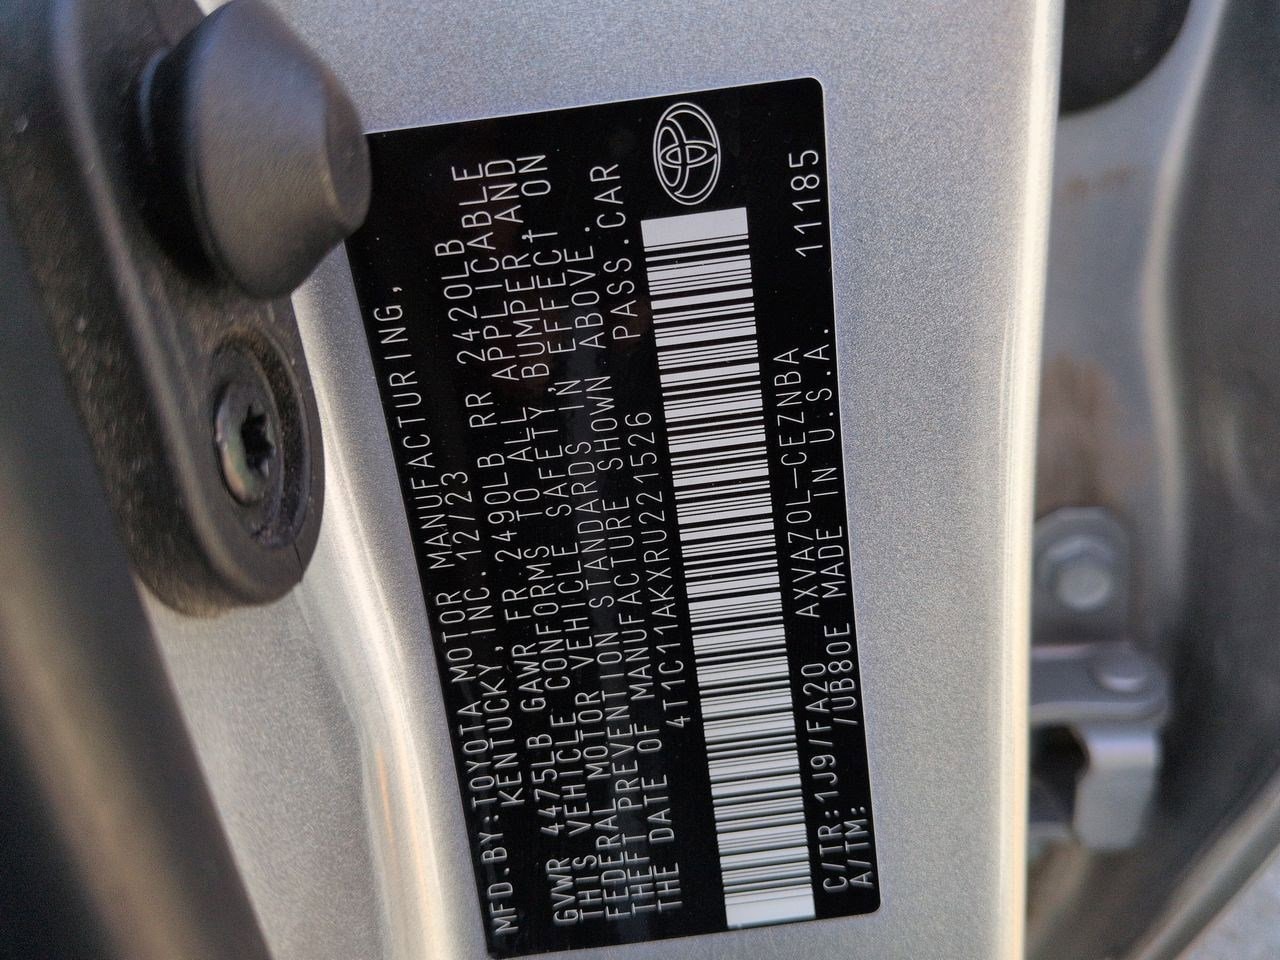 MFD.BY:TOYOTA MOTOR MANUFACTURING,
KENTUCKY, INC. 12/23
GVWR 4475LB GAWR FR 2490LB RR 2420LB
THIS VEHICLE CONFORMS TO ALL APPLICABLE
FEDERAL MOTOR VEHICLE SAFETY, BUMPER, AND
THEFT PREVENTION STANDARDS IN EFFECT ON
THE DATE OF MANUFACTURE SHOWN ABOVE.
4T1C11AKXRU221526 PASS.CAR
C/TR:1J9/FA20 AXVA70L-CEZNBA
A/TM: /UB80E MADE IN U.S.A. 11185